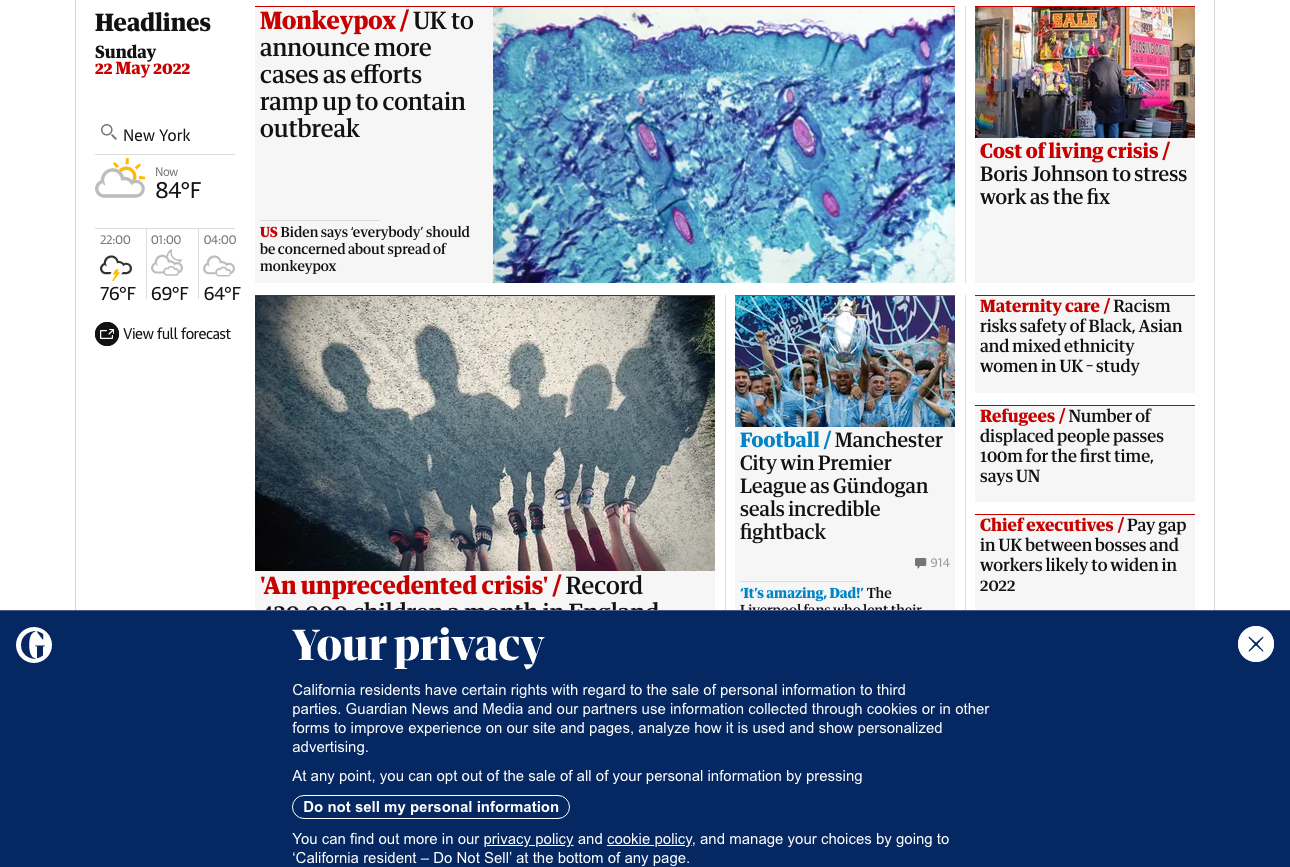 Headlines
Sunday
22 May 2022
New York
Now
84°F
22:00
01:00
04:00
76°F
69°F
64°F
View full forecast
Monkeypox / UK to
announce more
cases as efforts
ramp up to contain
outbreak
US Biden says ‘everybody’ should
be concerned about spread of
monkeypox
SALE
CLOSING DOWN
OFF
Cost of living crisis /
Boris Johnson to stress
work as the fix
'An unprecedented crisis' / Record
420,000 children a month in England
Football / Manchester
City win Premier
League as Gündogan
seals incredible
fightback
914
‘It’s amazing, Dad!’ The
Liverpool fans who lent their
Maternity care / Racism
risks safety of Black, Asian
and mixed ethnicity
women in UK – study
Refugees / Number of
displaced people passes
100m for the first time,
says UN
Chief executives / Pay gap
in UK between bosses and
workers likely to widen in
2022
G
Your privacy
California residents have certain rights with regard to the sale of personal information to third
parties. Guardian News and Media and our partners use information collected through cookies or in other
forms to improve experience on our site and pages, analyze how it is used and show personalized
advertising.
At any point, you can opt out of the sale of all of your personal information by pressing
Do not sell my personal information
You can find out more in our privacy policy and cookie policy, and manage your choices by going to
‘California resident – Do Not Sell’ at the bottom of any page.